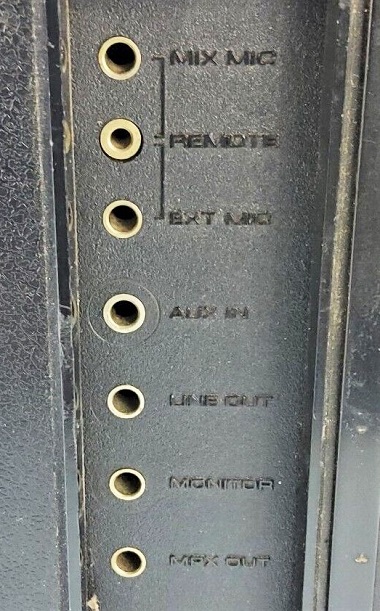 MIX MIC
REMOTE
EXT MIC
AUX IN
LINE OUT
MONITOR
MPX OUT